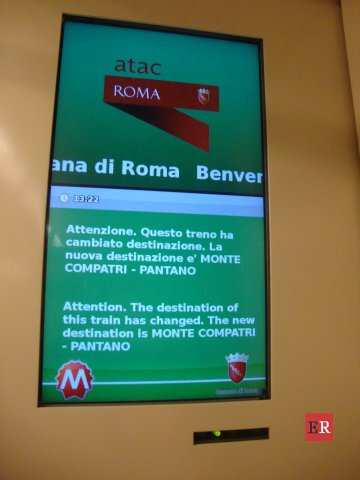 atac
ROMA
ana di Roma Benver
13:22
Attenzione. Questo treno ha
cambiato destinazione. La
nuova destinazione e' MONTE
COMPATRI - PANTANO
Attention. The destination of
this train has changed. The new
destination is MONTE COMPATRI
- PANTANO
M
ER